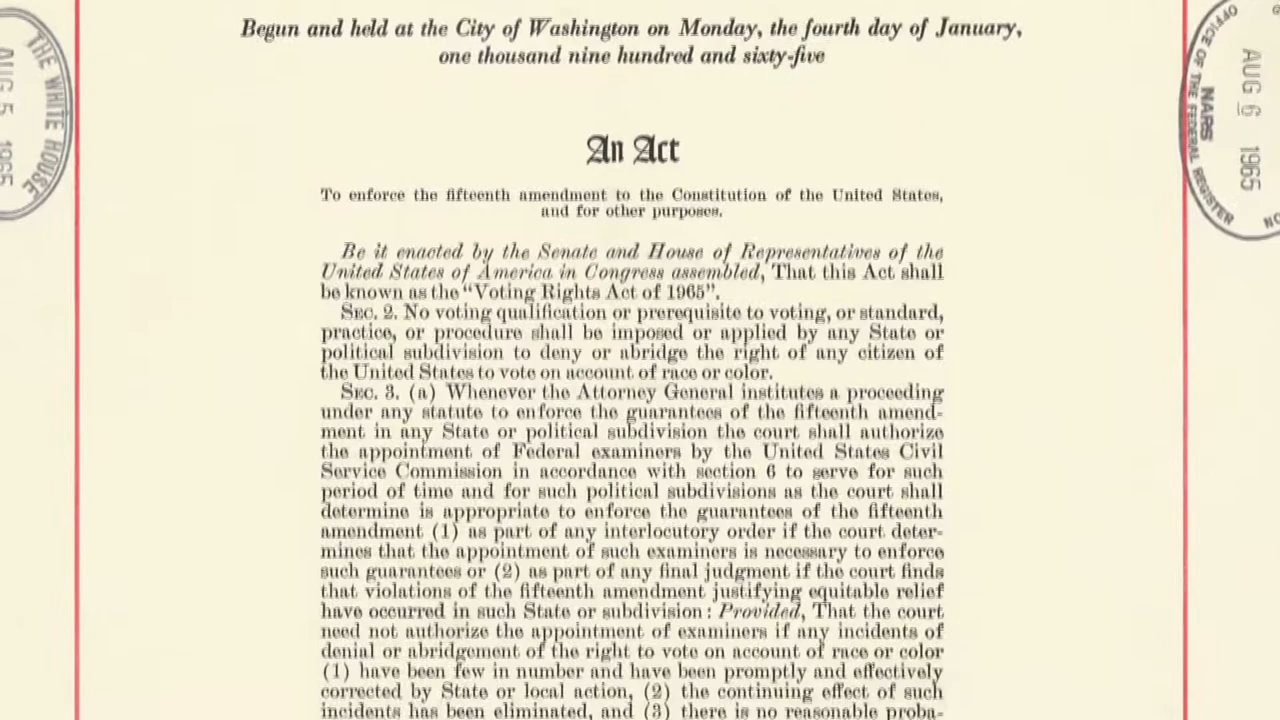 Begun and held at the City of Washington on Monday, the fourth day of January,
one thousand nine hundred and sixty-five
THE WHITE HOUSE
AUG 5 1965
OFFICE OF THE FEDERAL REGISTER
NARS
AUG 6 1965
An Act
To enforce the fifteenth amendment to the Constitution of the United States,
and for other purposes.
Be it enacted by the Senate and House of Representatives of the
United States of America in Congress assembled, That this Act shall
be known as the "Voting Rights Act of 1965".
SEC. 2. No voting qualification or prerequisite to voting, or standard,
practice, or procedure shall be imposed or applied by any State or
political subdivision to deny or abridge the right of any citizen of
the United States to vote on account of race or color.
SEC. 3. (a) Whenever the Attorney General institutes a proceeding
under any statute to enforce the guarantees of the fifteenth amend-
ment in any State or political subdivision the court shall authorize
the appointment of Federal examiners by the United States Civil
Service Commission in accordance with section 6 to serve for such
period of time and for such political subdivisions as the court shall
determine is appropriate to enforce the guarantees of the fifteenth
amendment (1) as part of any interlocutory order if the court deter-
mines that the appointment of such examiners is necessary to enforce
such guarantees or (2) as part of any final judgment if the court finds
that violations of the fifteenth amendment justifying equitable relief
have occurred in such State or subdivision: Provided, That the court
need not authorize the appointment of examiners if any incidents of
denial or abridgement of the right to vote on account of race or color
(1) have been few in number and have been promptly and effectively
corrected by State or local action, (2) the continuing effect of such
incidents has been eliminated, and (3) there is no reasonable proba-